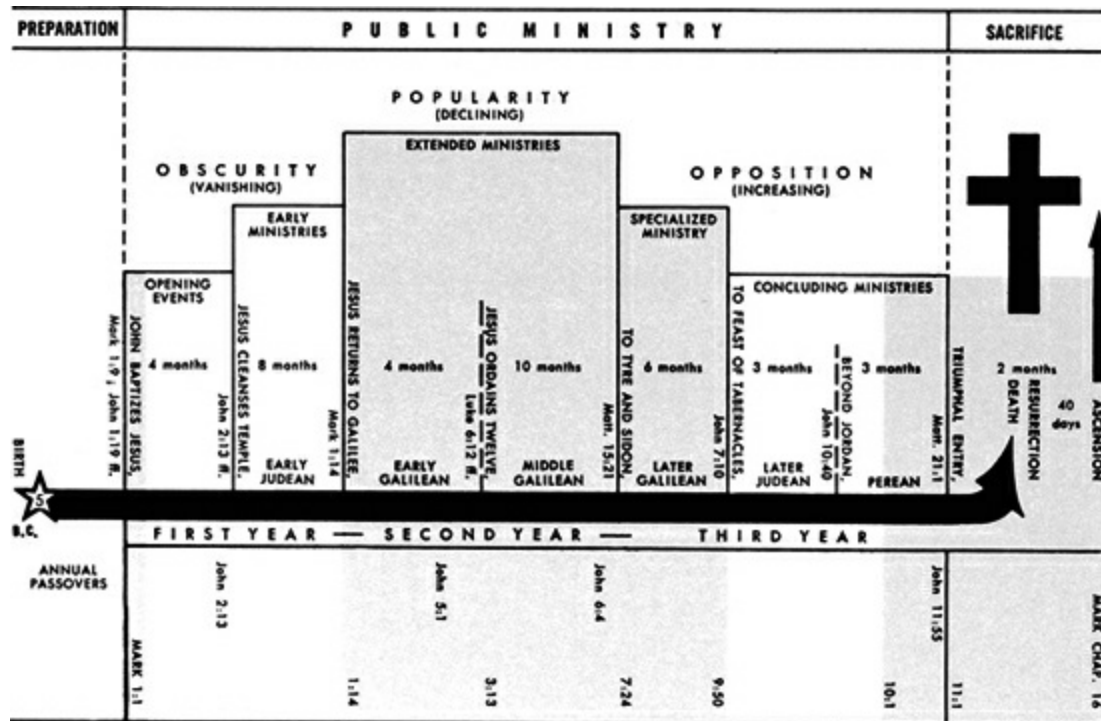 PREPARATION
PUBLIC MINISTRY
SACRIFICE
POPULARITY
(DECLINING)
EXTENDED MINISTRIES
OBSCURITY
(VANISHING)
OPPOSITION
(INCREASING)
EARLY
MINISTRIES
SPECIALIZED
MINISTRY
OPENING
EVENTS
CONCLUDING MINISTRIES
Mark 1:9; John 1:19 ff.
JOHN BAPTIZES JESUS,
4 months
John 2:13 ff.
JESUS CLEANSES TEMPLE,
8 months
Mark 1:14
JESUS RETURNS TO GALILEE,
4 months
Luke 6:12 ff.
JESUS ORDAINS TWELVE,
10 months
Matt. 15:21
TO TYRE AND SIDON,
6 months
John 7:10
TO FEAST OF TABERNACLES,
3 months
John 10:40
BEYOND JORDAN,
3 months
Matt. 21:1
TRIUMPHAL ENTRY,
2 months
DEATH
RESURRECTION
40
days
ASCENSION
BIRTH
5
B.C.
EARLY
JUDEAN
EARLY
GALILEAN
MIDDLE
GALILEAN
LATER
GALILEAN
LATER
JUDEAN
PEREAN
FIRST YEAR — SECOND YEAR — THIRD YEAR
ANNUAL
PASSOVERS
John 2:13
John 5:1
John 6:4
John 11:55
MARK 1:1
1:14
3:13
7:24
9:50
10:1
11:1
MARK CHAP. 16